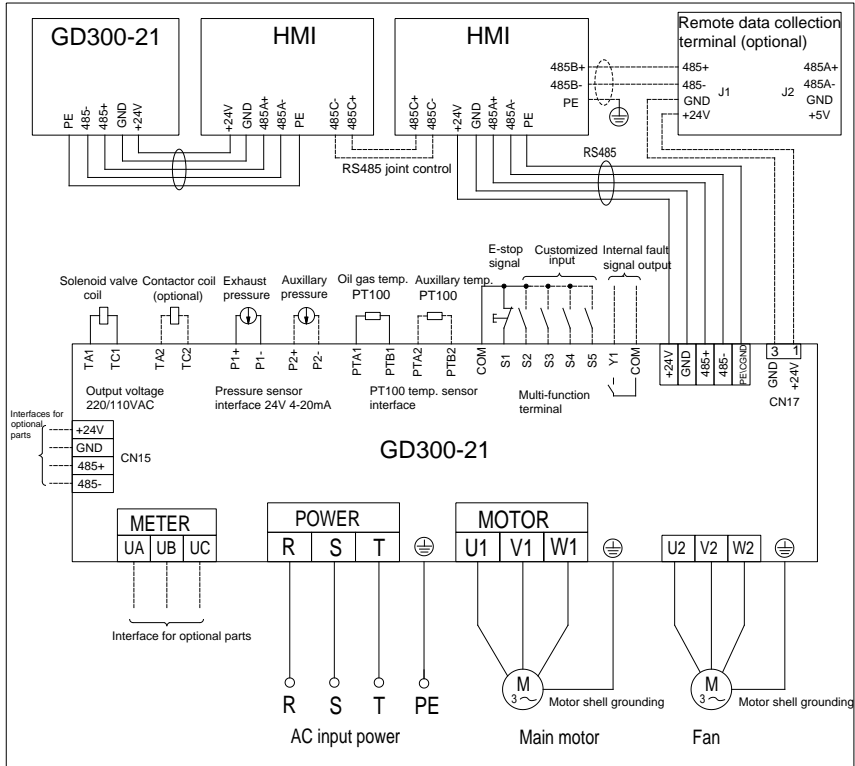 GD300-21
HMI
HMI
Remote data collection
terminal (optional)
485B+
485B-
PE
485+
485-
GND
+24V
J1
J2
485A+
485A-
GND
+5V
PE
485-
485+
GND
+24V
+24V
GND
485A+
485A-
PE
485C-
485C+
485C+
485C-
+24V
GND
485A+
485A-
PE
RS485 joint control
RS485
Solenoid valve
coil
Contactor coil
(optional)
Exhaust
pressure
Auxillary
pressure
Oil gas temp.
PT100
Auxillary temp.
PT100
E-stop
signal
Customized
input
Internal fault
signal output
TA1
TC1
TA2
TC2
P1+
P1-
P2+
P2-
PTA1
PTB1
PTA2
PTB2
COM
S1
S2
S3
S4
S5
Y1
COM
+24V
GND
485+
485-
PE\CGND
3
1
GND
+24V
CN17
Output voltage
220/110VAC
Pressure sensor
interface 24V 4-20mA
PT100 temp. sensor
interface
Multi-function
terminal
Interfaces for
optional
parts
+24V
GND
485+
485-
CN15
GD300-21
METER
UA UB UC
POWER
R S T
MOTOR
U1 V1 W1
U2 V2 W2
Interface for optional parts
M
3
Motor shell grounding
M
3
Motor shell grounding
R S T PE
AC input power
Main motor
Fan